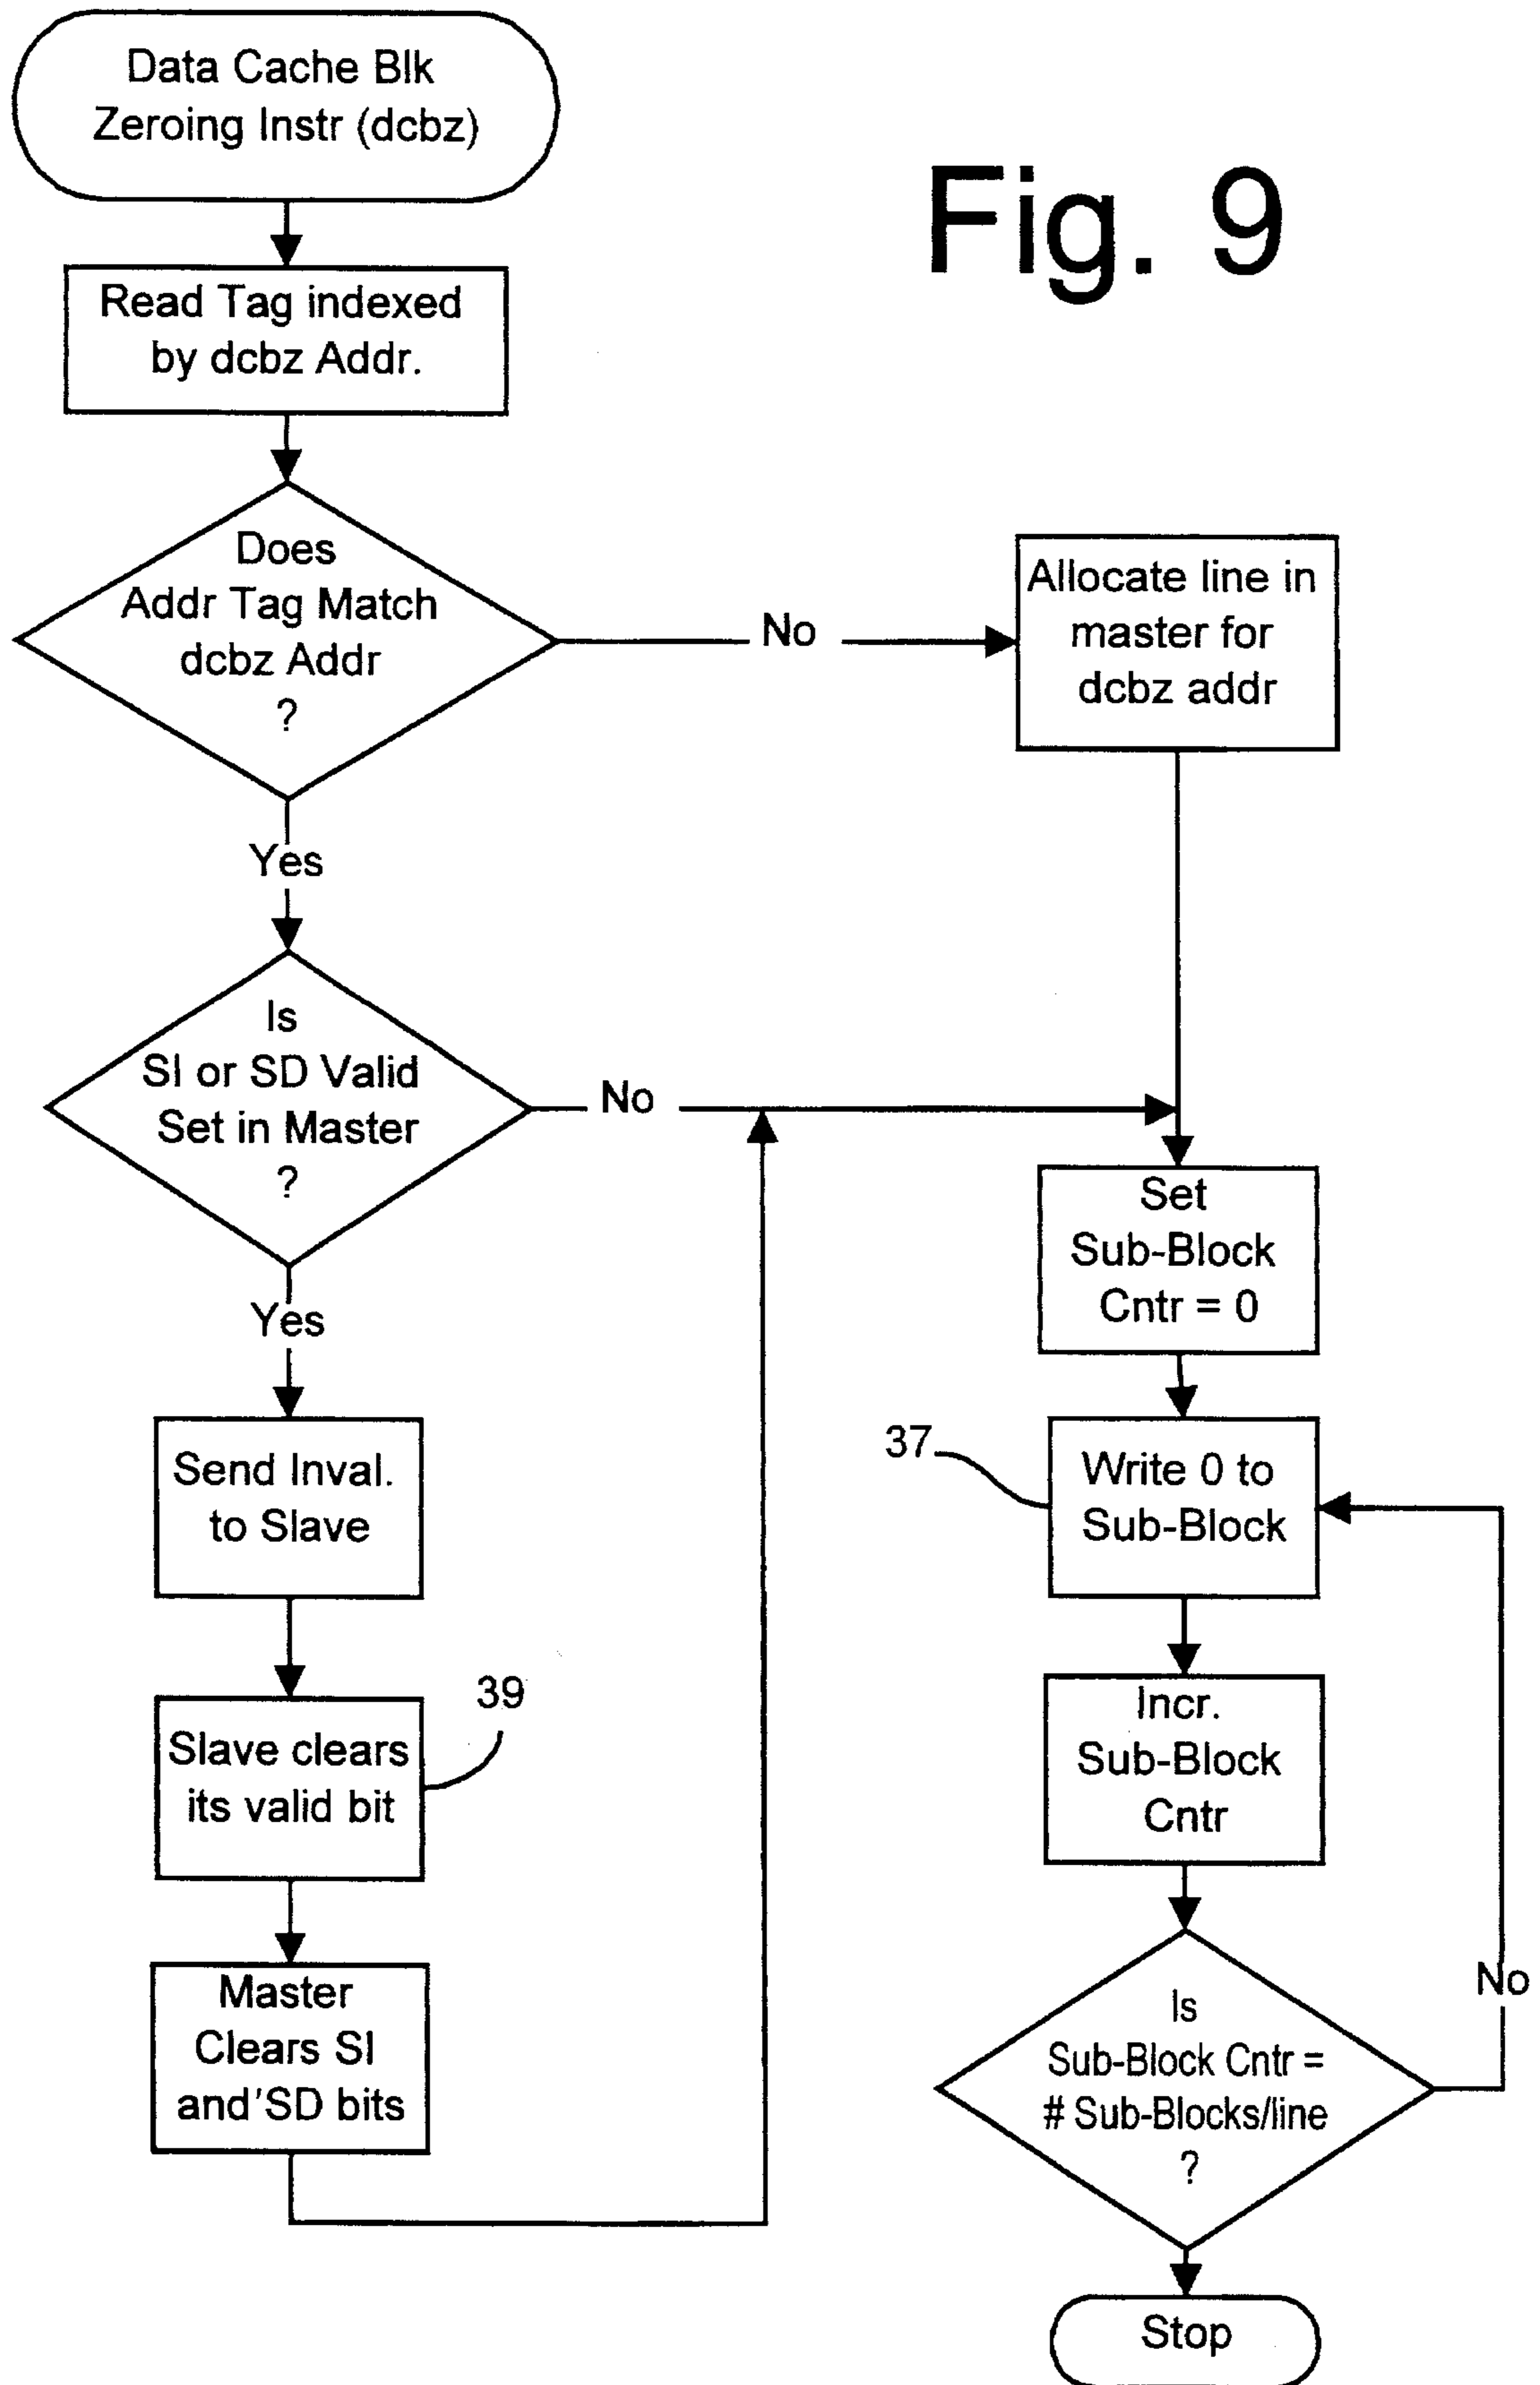 Data Cache Blk
Zeroing Instr (dcbz)
Fig. 9
Read Tag indexed
by dcbz Addr.
Does
Addr Tag Match
dcbz Addr
?
No
Allocate line in
master for
dcbz addr
Yes
Is
SI or SD Valid
Set in Master
?
No
Set
Sub-Block
Cntr = 0
Yes
Send Inval.
to Slave
37
Write 0 to
Sub-Block
39
Slave clears
its valid bit
Incr.
Sub-Block
Cntr
Master
Clears SI
and'SD bits
Is
Sub-Block Cntr =
# Sub-Blocks/line
?
No
Stop